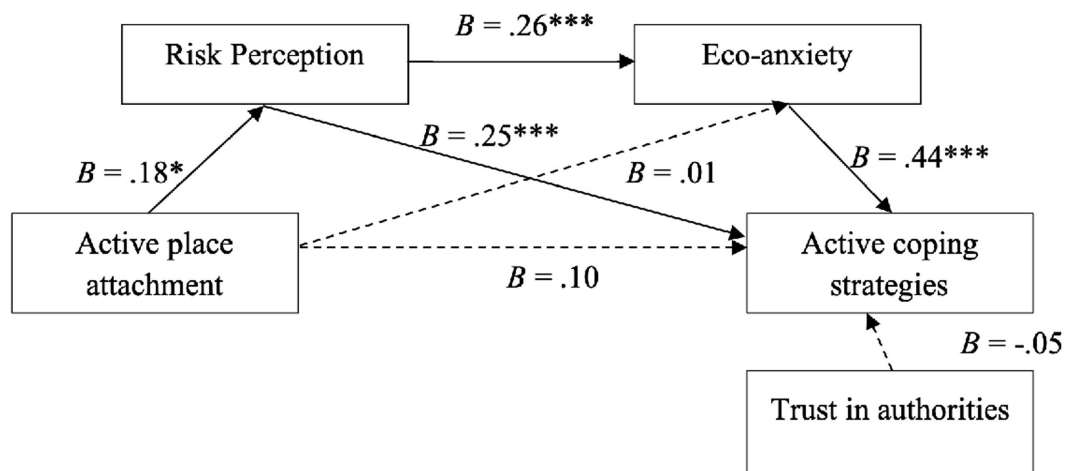 B = .26***
Risk Perception
Eco-anxiety
B = .25***
B = .18*
B = .01
B = .44***
Active place
attachment
Active coping
strategies
B = .10
B = -.05
Trust in authorities